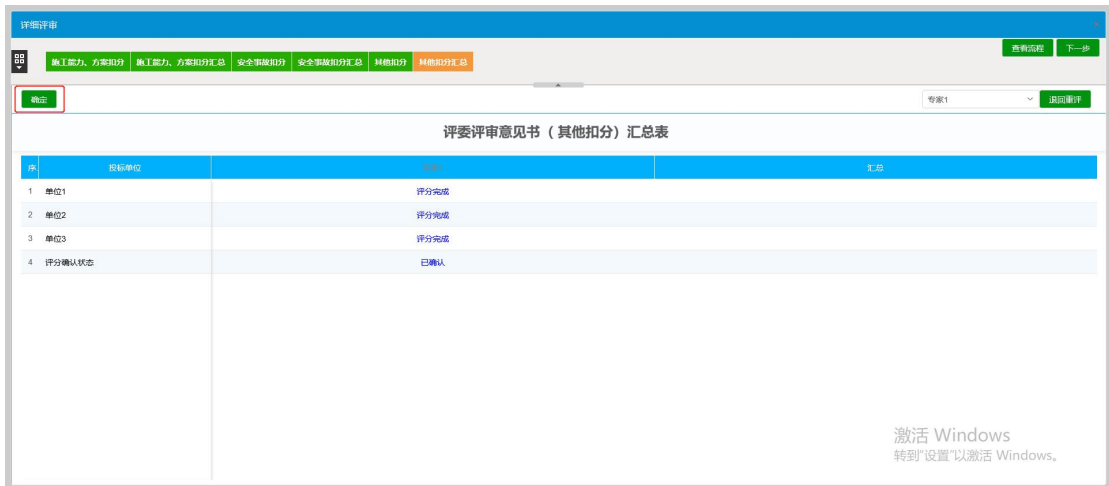 详细评审
查看流程 下一步
施工能力、方案扣分 施工能力、方案扣分汇总 安全事故扣分 安全事故扣分汇总 其他扣分 其他扣分汇总
确定 专家1 退回重评
评委评审意见书（其他扣分）汇总表
序 投标单位 汇总
1 单位1 评分完成
2 单位2 评分完成
3 单位3 评分完成
4 评分确认状态 已确认
激活 Windows
转到"设置"以激活 Windows。